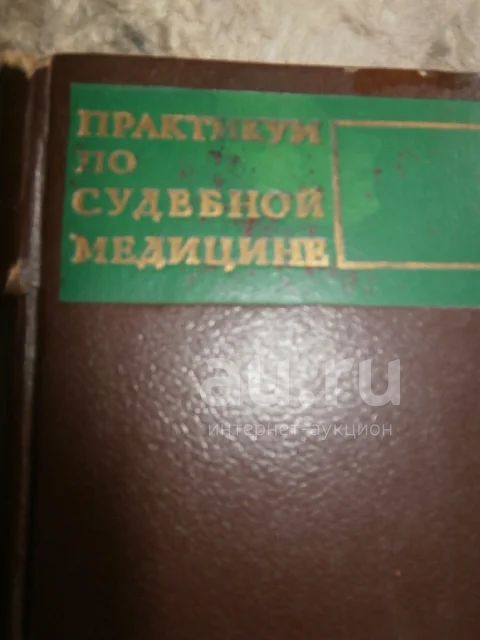 ПРАКТИКУМ
ПО
СУДЕБНОЙ
МЕДИЦИНЕ
au.ru
интернет-аукцион